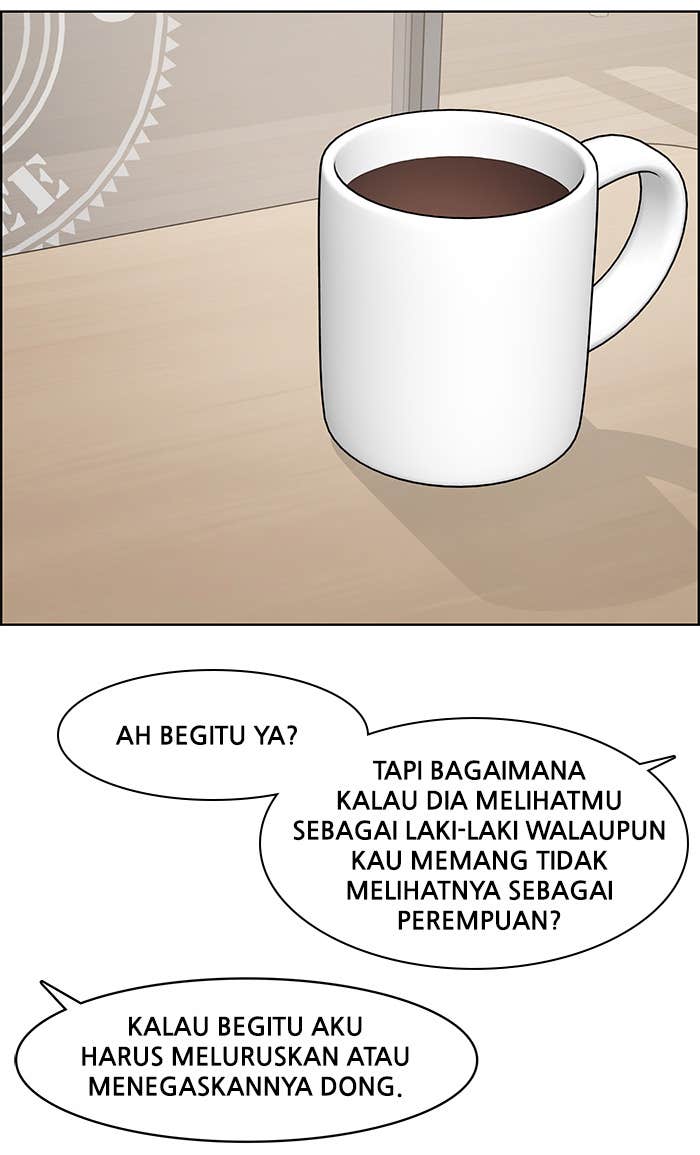 EE
AH BEGITU YA?
TAPI BAGAIMANA
KALAU DIA MELIHATMU
SEBAGAI LAKI-LAKI WALAUPUN
KAU MEMANG TIDAK
MELIHATNYA SEBAGAI
PEREMPUAN?
KALAU BEGITU AKU
HARUS MELURUSKAN ATAU
MENEGASKANNYA DONG.